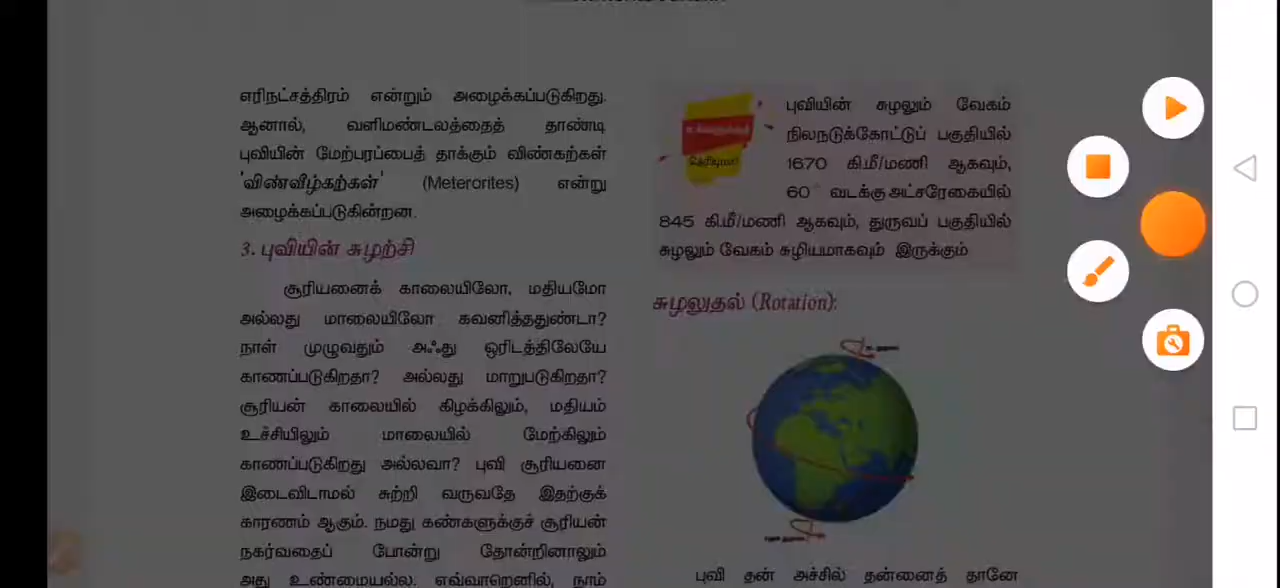 எரிநட்சத்திரம் என்றும் அழைக்கப்படுகிறது.
ஆனால், வளிமண்டலத்தைத் தாண்டி
புவியின் மேற்பரப்பைத் தாக்கும் விண்கற்கள்
'விண்வீழ்கற்கள்' (Meterorites) என்று
அழைக்கப்படுகின்றன.
3. புவியின் சுழற்சி
சூரியனைக் காலையிலோ, மதியமோ
அல்லது மாலையிலோ கவனித்ததுண்டா?
நாள் முழுவதும் அஃது ஓரிடத்திலேயே
காணப்படுகிறதா? அல்லது மாறுபடுகிறதா?
சூரியன் காலையில் கிழக்கிலும், மதியம்
உச்சியிலும் மாலையில் மேற்கிலும்
காணப்படுகிறது அல்லவா? புவி சூரியனை
இடைவிடாமல் சுற்றி வருவதே இதற்குக்
காரணம் ஆகும். நமது கண்களுக்குச் சூரியன்
நகர்வதைப் போன்று தோன்றினாலும்
அது உண்மையல்ல. எவ்வாறெனில், நாம்
உங்களுக்குத்
தெரியுமா?
புவியின் சுழலும் வேகம்
நிலநடுக்கோட்டுப் பகுதியில்
1670 கி.மீ/மணி ஆகவும்,
60° வடக்கு அட்சரேகையில்
845 கி.மீ/மணி ஆகவும், துருவப் பகுதியில்
சுழலும் வேகம் சுழியமாகவும் இருக்கும்
சுழலுதல் (Rotation):
புவி தன் அச்சில் தன்னைத் தானே